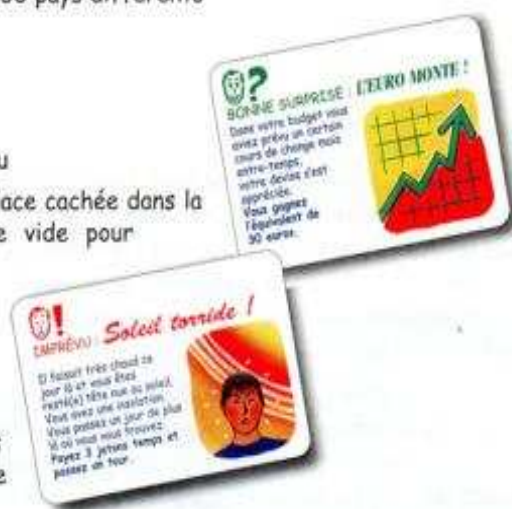 pays différents
u
ace cachée dans la
e vide pour
e
?
BONNE SURPRISE : L'EURO MONTE !
Dans votre budget vous
aviez prévu un certain
cours de change mais
entre-temps,
votre devise s'est
appréciée.
Vous gagnez
l'équivalent de
30 euros.
!
IMPRÉVU : Soleil torride !
Il faisait très chaud ce
jour là et vous êtes
resté(e) tête nue au soleil.
Vous avez une insolation.
Vous passez un jour de plus
là où vous vous trouvez.
Payez 3 jetons temps et
passez un tour.